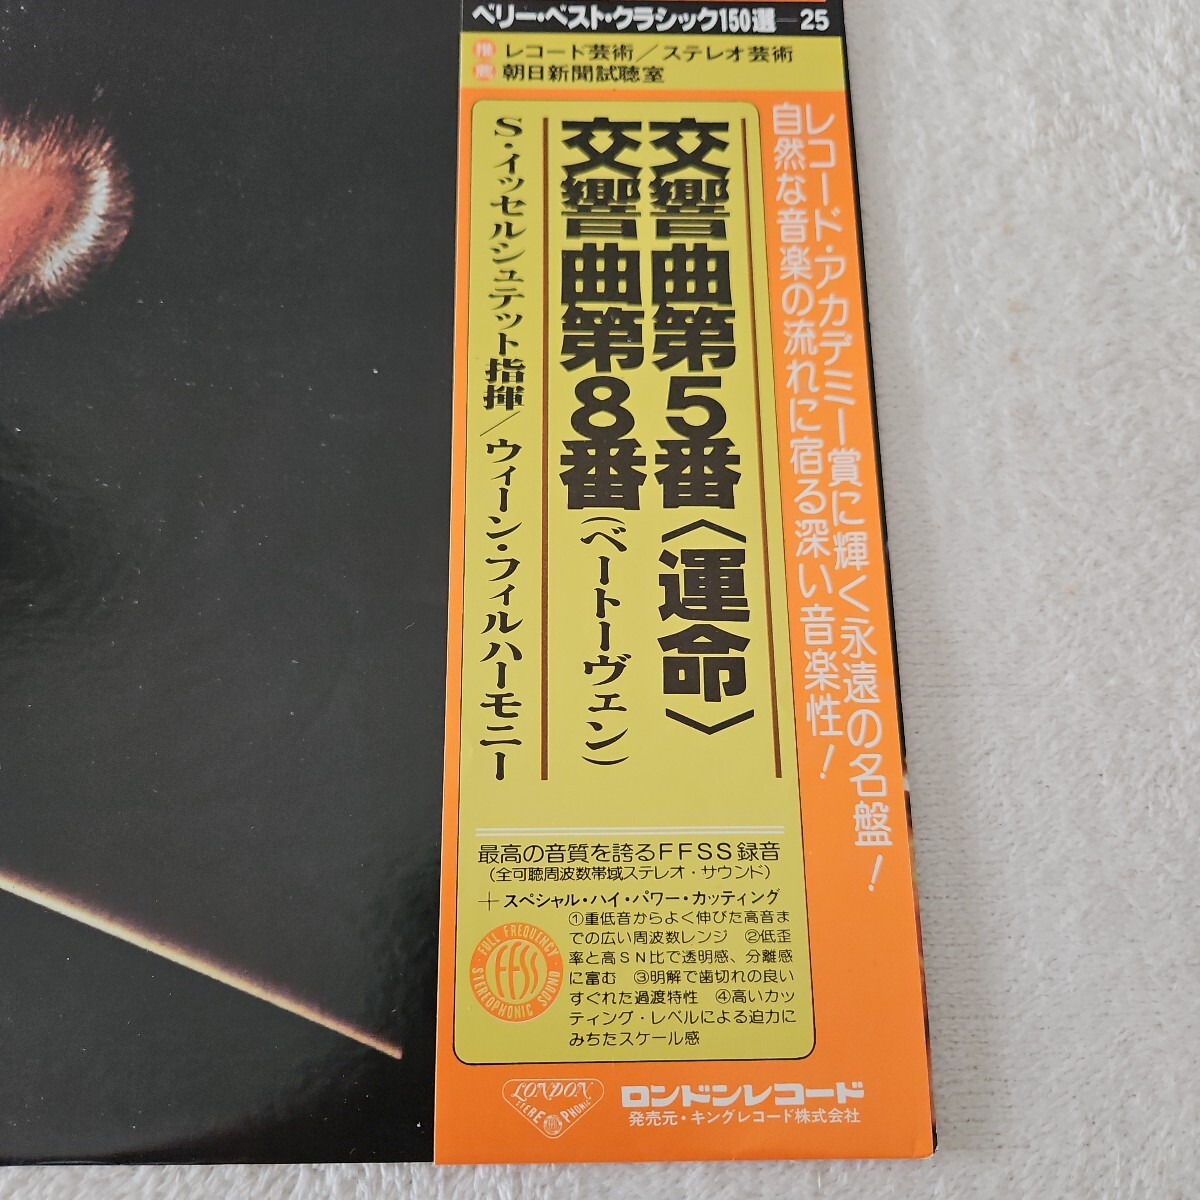 ベリー・ベスト・クラシック150選—25
推薦
レコード芸術/ステレオ芸術
朝日新聞試聴室
レコード・アカデミー賞に輝く永遠の名盤!
自然な音楽の流れに宿る深い音楽性!
交響曲第5番〈運命〉
交響曲第8番(ベートーヴェン)
S・イッセルシュテット指揮/ウィーン・フィルハーモニー
最高の音質を誇るFFSS録音
(全可聴周波数帯域ステレオ・サウンド)
+スペシャル・ハイ・パワー・カッティング
①重低音からよく伸びた高音ま
での広い周波数レンジ ②低歪
率と高SN比で透明感、分離感
に富む ③明解で歯切れの良い
すぐれた過渡特性 ④高いカッ
ティング・レベルによる迫力に
みちたスケール感
FULL FREQUENCY
FFSS
STEREOPHONIC SOUND
LONDON
STEREOPHONIC
ロンドンレコード
発売元・キングレコード株式会社